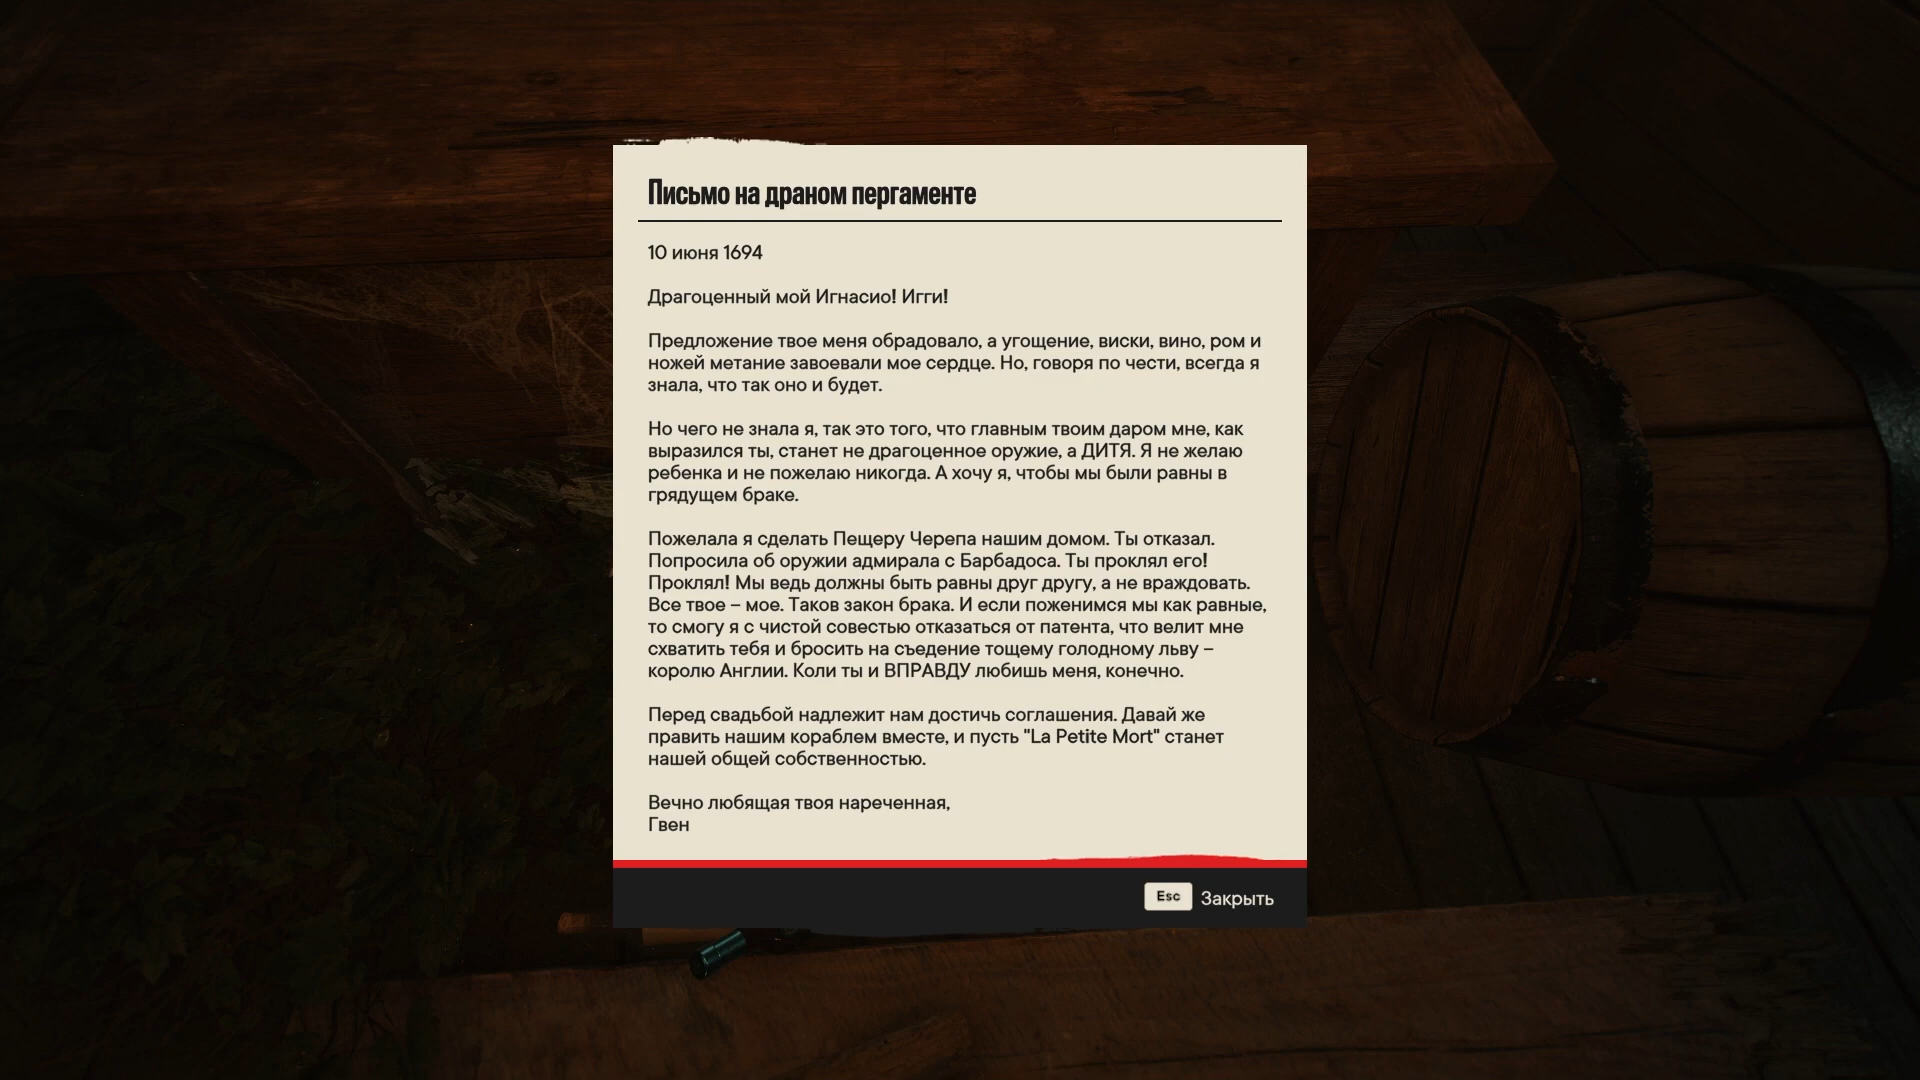 Письмо на драном пергаменте
10 июня 1694
Драгоценный мой Игнасио! Игги!
Предложение твое меня обрадовало, а угощение, виски, вино, ром и
ножей метание завоевали мое сердце. Но, говоря по чести, всегда я
знала, что так оно и будет.
Но чего не знала я, так это того, что главным твоим даром мне, как
выразился ты, станет не драгоценное оружие, а ДИТЯ. Я не желаю
ребенка и не пожелаю никогда. А хочу я, чтобы мы были равны в
грядущем браке.
Пожелала я сделать Пещеру Черепа нашим домом. Ты отказал.
Попросила об оружии адмирала с Барбадоса. Ты проклял его!
Проклял! Мы ведь должны быть равны друг другу, а не враждовать.
Все твое – мое. Таков закон брака. И если поженимся мы как равные,
то смогу я с чистой совестью отказаться от патента, что велит мне
схватить тебя и бросить на съедение тощему голодному льву –
королю Англии. Коли ты и ВПРАВДУ любишь меня, конечно.
Перед свадьбой надлежит нам достичь соглашения. Давай же
править нашим кораблем вместе, и пусть "La Petite Mort" станет
нашей общей собственностью.
Вечно любящая твоя нареченная,
Гвен
Esc Закрыть